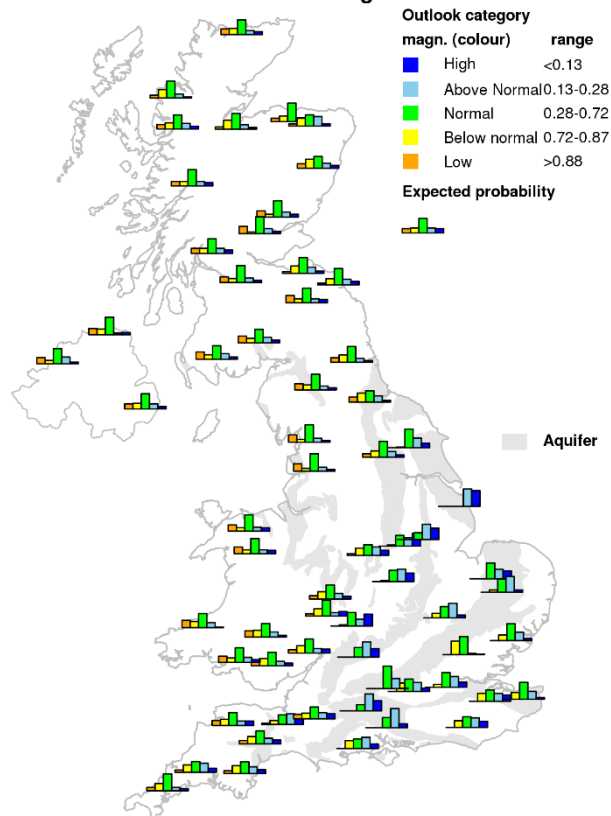 Outlook category
magn. (colour) range
High <0.13
Above Normal 0.13-0.28
Normal 0.28-0.72
Below normal 0.72-0.87
Low >0.88
Expected probability
Aquifer